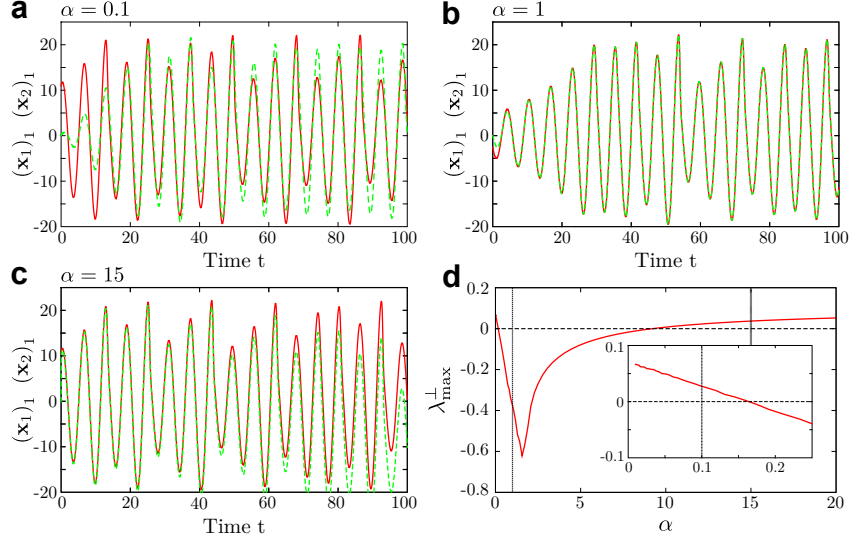 a
α = 0.1
20
10
0
-10
-20
0 20 40 60 80 100
(x₁)₁ (x₂)₁
Time t
b
α = 1
20
10
0
-10
-20
0 20 40 60 80 100
(x₁)₁ (x₂)₁
Time t
c
α = 15
20
10
0
-10
-20
0 20 40 60 80 100
(x₁)₁ (x₂)₁
Time t
d
0.2
0
-0.2
-0.4
-0.6
-0.8
0 5 10 15 20
λ⊥max
α
0.1
0
-0.1
0 0.1 0.2